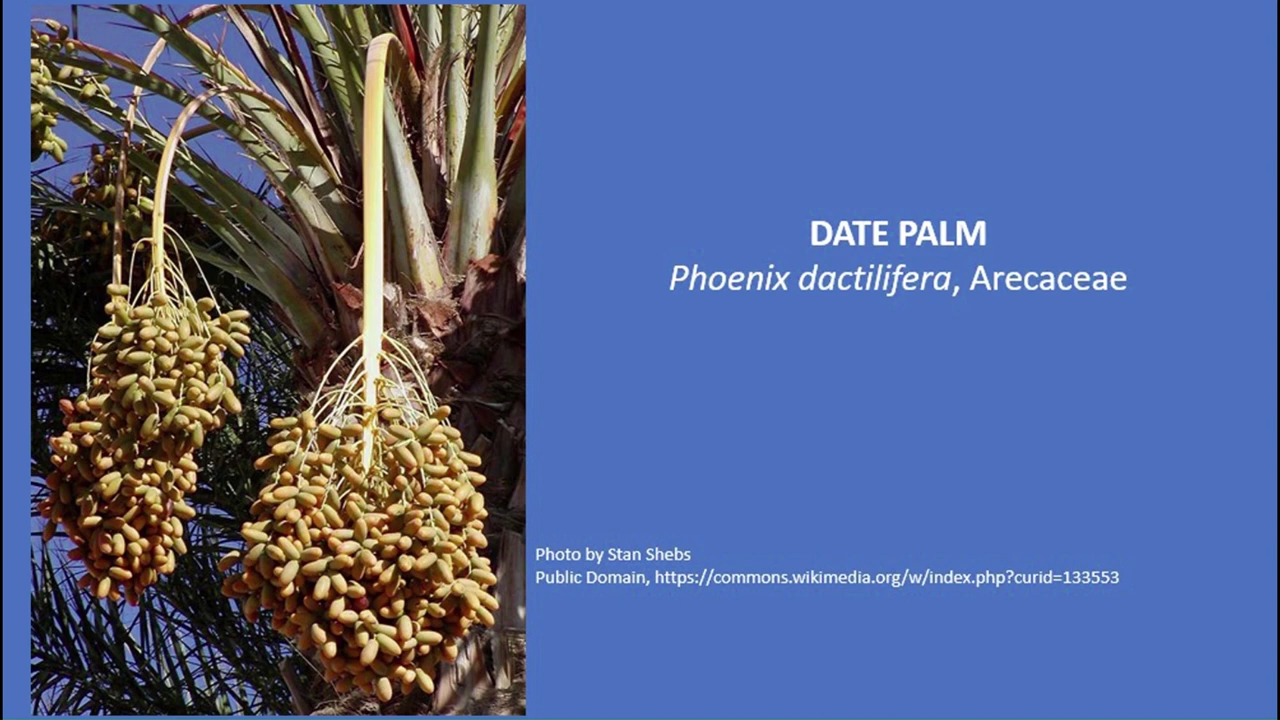 DATE PALM
Phoenix dactilifera, Arecaceae
Photo by Stan Shebs
Public Domain, https://commons.wikimedia.org/w/index.php?curid=133553